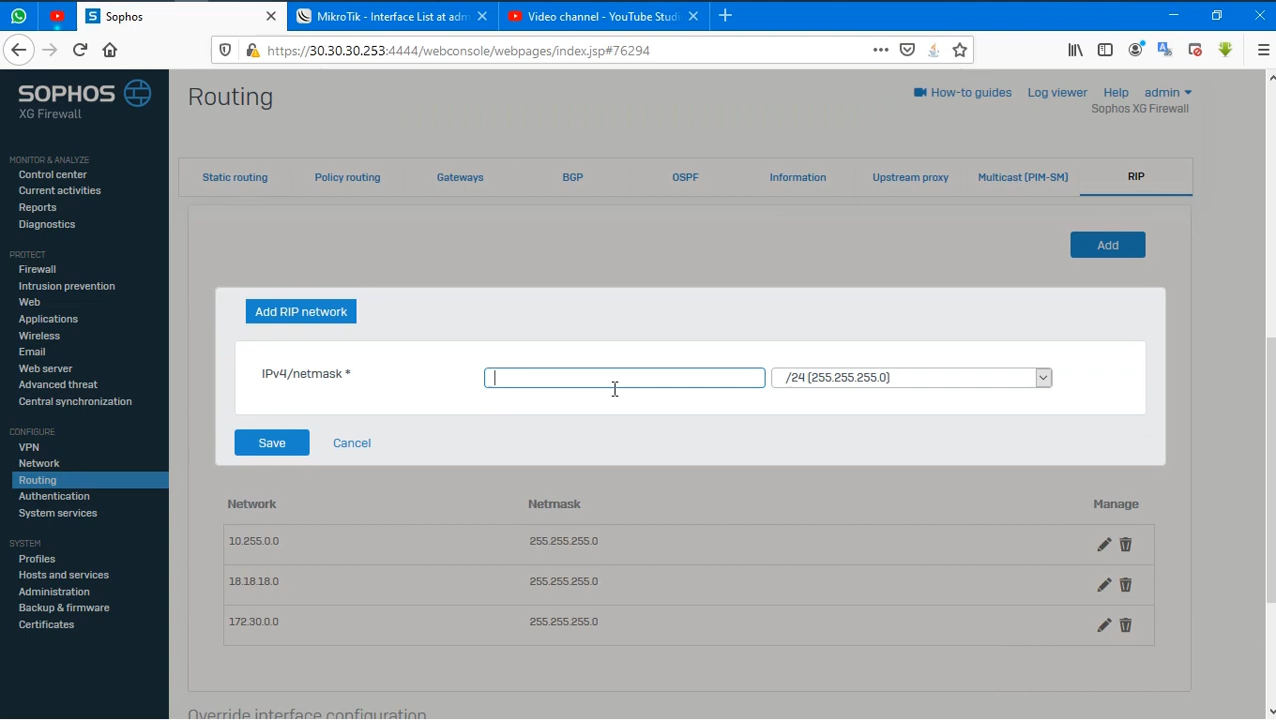 Sophos
MikroTik - Interface List at adm
Video channel - YouTube Studi
https://30.30.30.253:4444/webconsole/webpages/index.jsp#76294
SOPHOS
XG Firewall
Routing
How-to guides Log viewer Help admin
Sophos XG Firewall
MONITOR & ANALYZE
Control center
Current activities
Reports
Diagnostics
PROTECT
Firewall
Intrusion prevention
Web
Applications
Wireless
Email
Web server
Advanced threat
Central synchronization
CONFIGURE
VPN
Network
Routing
Authentication
System services
SYSTEM
Profiles
Hosts and services
Administration
Backup & firmware
Certificates
Static routing Policy routing Gateways BGP OSPF Information Upstream proxy Multicast (PIM-SM) RIP
Add
Add RIP network
IPv4/netmask * /24 (255.255.255.0)
Save Cancel
Network Netmask Manage
10.255.0.0 255.255.255.0
18.18.18.0 255.255.255.0
172.30.0.0 255.255.255.0
Override interface configuration